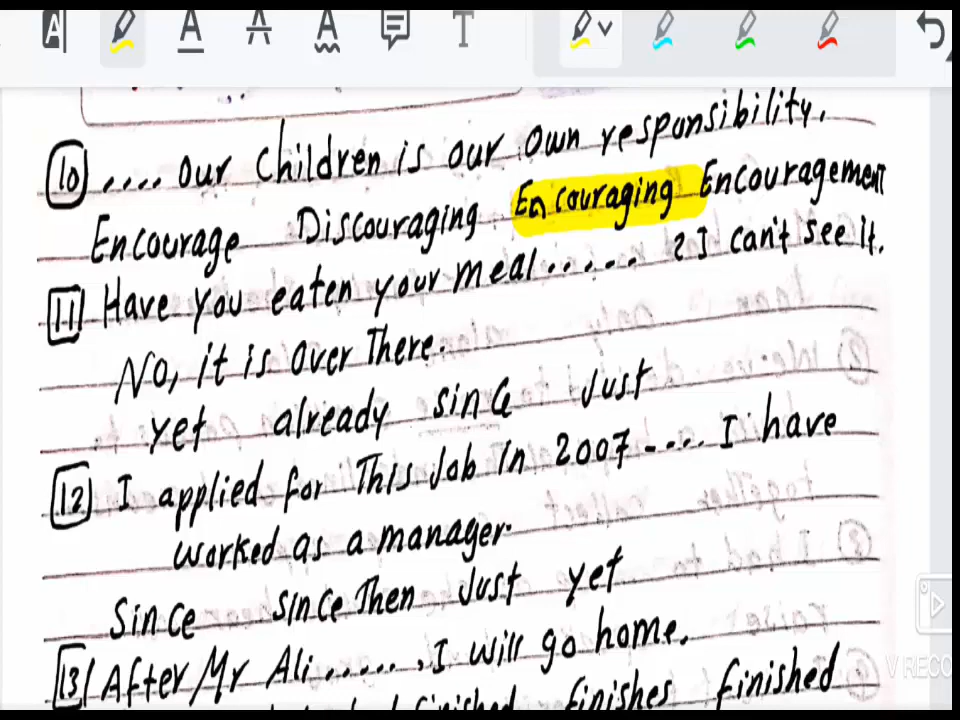 10 .... our children is our own responsibility.
Encourage Discouraging Encouraging Encouragement
11 Have you eaten your meal..... ? I can't see it.
No, it is over There.
yet already since Just
12 I applied for This Job in 2007 .... I have
worked as a manager.
Since since Then Just yet
13 After Mr Ali ......, I will go home.
finished finishes finished
V RECO